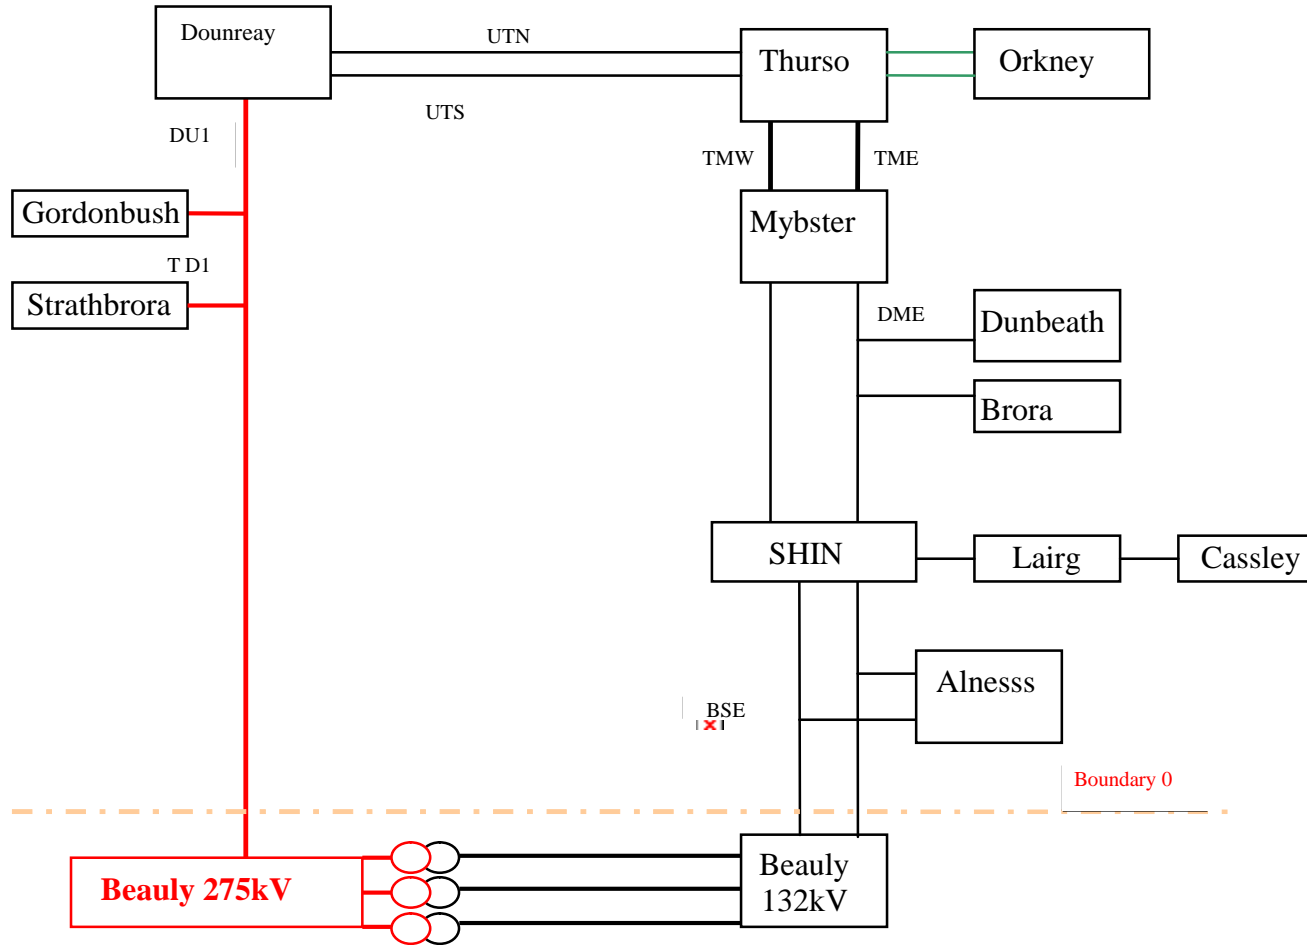 Dounreay
UTN
Thurso
Orkney
UTS
DU1
TMW
TME
Gordonbush
Mybster
T D1
Strathbrora
DME
Dunbeath
Brora
SHIN
Lairg
Cassley
Alnesss
BSE
Boundary 0
Beauly 275kV
Beauly
132kV